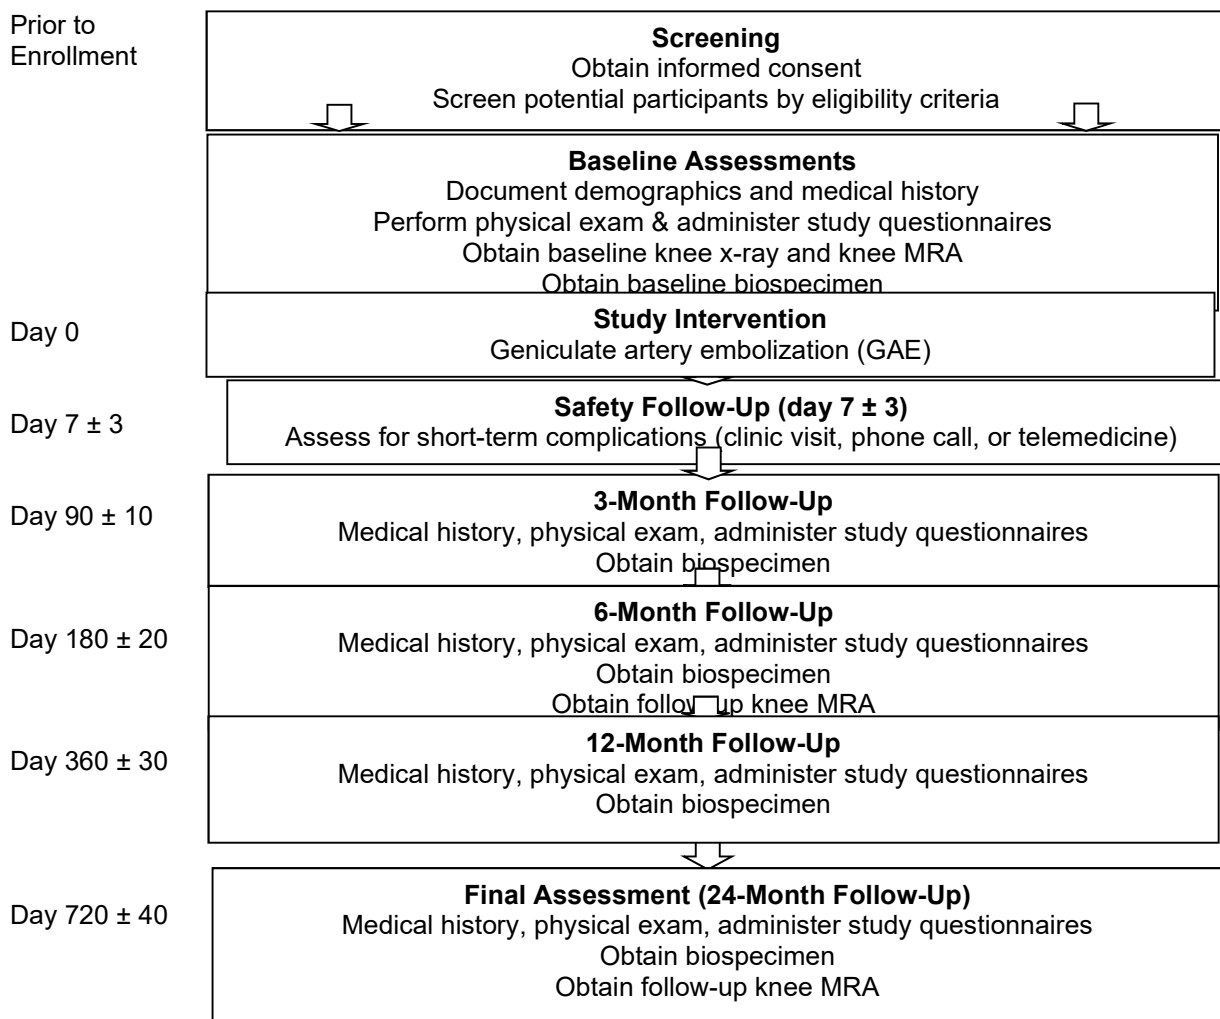 Prior to
Enrollment
Screening
Obtain informed consent
Screen potential participants by eligibility criteria
Baseline Assessments
Document demographics and medical history
Perform physical exam & administer study questionnaires
Obtain baseline knee x-ray and knee MRA
Obtain baseline biospecimen
Day 0
Study Intervention
Geniculate artery embolization (GAE)
Day 7 ± 3
Safety Follow-Up (day 7 ± 3)
Assess for short-term complications (clinic visit, phone call, or telemedicine)
Day 90 ± 10
3-Month Follow-Up
Medical history, physical exam, administer study questionnaires
Obtain biospecimen
Day 180 ± 20
6-Month Follow-Up
Medical history, physical exam, administer study questionnaires
Obtain biospecimen
Obtain follow-up knee MRA
Day 360 ± 30
12-Month Follow-Up
Medical history, physical exam, administer study questionnaires
Obtain biospecimen
Day 720 ± 40
Final Assessment (24-Month Follow-Up)
Medical history, physical exam, administer study questionnaires
Obtain biospecimen
Obtain follow-up knee MRA